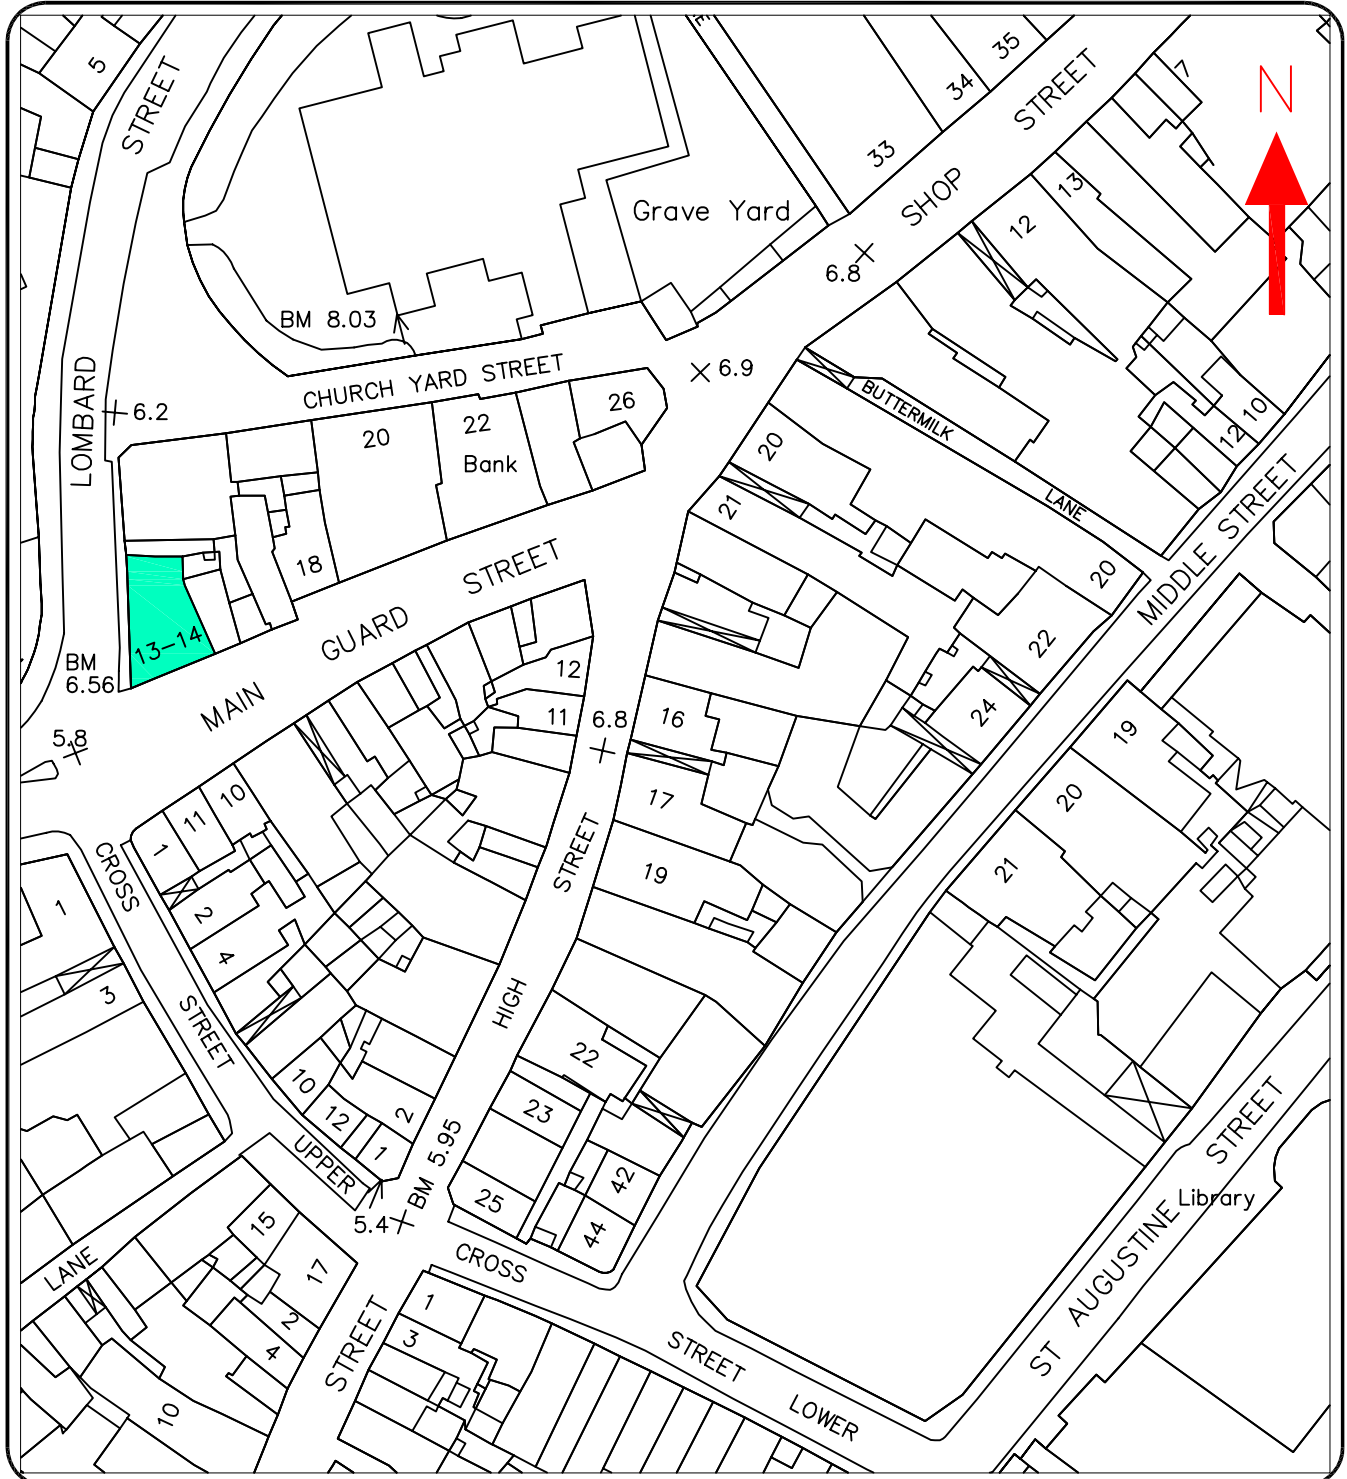 5
STREET
35
34
33
STREET
SHOP
7
N
13
12
Grave Yard
6.8
BM 8.03
LOMBARD
6.2
CHURCH YARD STREET
6.9
26
22
20
Bank
BUTTERMILK
LANE
10
12
20
21
MIDDLE STREET
20
22
24
18
STREET
GUARD
MAIN
13-14
BM
6.56
5.8
12
11
6.8
16
17
19
19
20
21
10
11
1
CROSS
2
4
1
3
STREET
STREET
HIGH
10
12
1
2
UPPER
22
23
25
42
44
BM 5.95
5.4
CROSS
STREET
LOWER
STREET
ST AUGUSTINE
Library
LANE
15
17
2
4
10
STREET
1
3